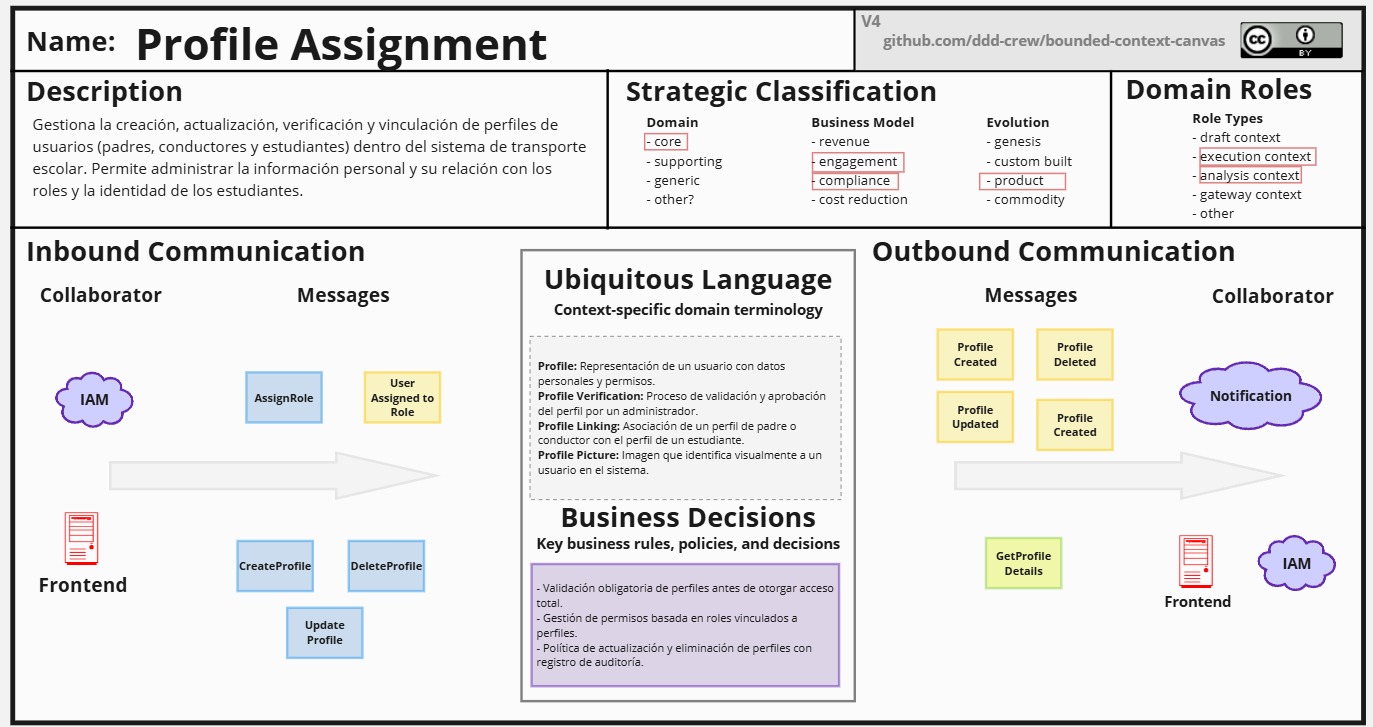 Name: Profile Assignment
V4
github.com/ddd-crew/bounded-context-canvas
cc BY
Description
Gestiona la creación, actualización, verificación y vinculación de perfiles de
usuarios (padres, conductores y estudiantes) dentro del sistema de transporte
escolar. Permite administrar la información personal y su relación con los
roles y la identidad de los estudiantes.
Strategic Classification
Domain
- core
- supporting
- generic
- other?
Business Model
- revenue
- engagement
- compliance
- cost reduction
Evolution
- genesis
- custom built
- product
- commodity
Domain Roles
Role Types
- draft context
- execution context
- analysis context
- gateway context
- other
Inbound Communication
Collaborator
Messages
IAM
AssignRole
User
Assigned to
Role
Frontend
CreateProfile
DeleteProfile
Update
Profile
Ubiquitous Language
Context-specific domain terminology
Profile: Representación de un usuario con datos
personales y permisos.
Profile Verification: Proceso de validación y aprobación
del perfil por un administrador.
Profile Linking: Asociación de un perfil de padre o
conductor con el perfil de un estudiante.
Profile Picture: Imagen que identifica visualmente a un
usuario en el sistema.
Business Decisions
Key business rules, policies, and decisions
- Validación obligatoria de perfiles antes de otorgar acceso
total.
- Gestión de permisos basada en roles vinculados a
perfiles.
- Política de actualización y eliminación de perfiles con
registro de auditoría.
Outbound Communication
Messages
Collaborator
Profile
Created
Profile
Deleted
Profile
Updated
Profile
Created
Notification
GetProfile
Details
Frontend
IAM